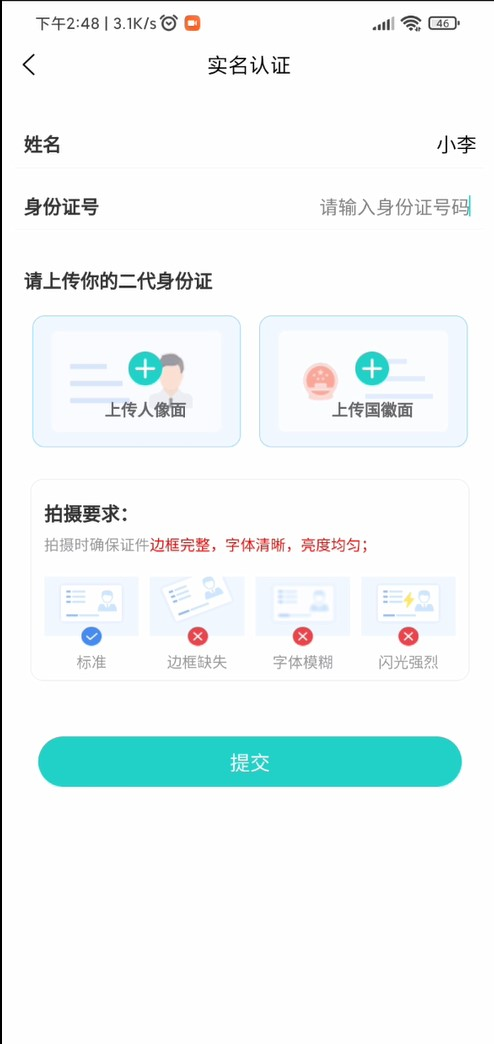 下午2:48 | 3.1K/s
46
实名认证
姓名 小李
身份证号 请输入身份证号码
请上传你的二代身份证
上传人像面 上传国徽面
拍摄要求：
拍摄时确保证件边框完整，字体清晰，亮度均匀；
标准 边框缺失 字体模糊 闪光强烈
提交